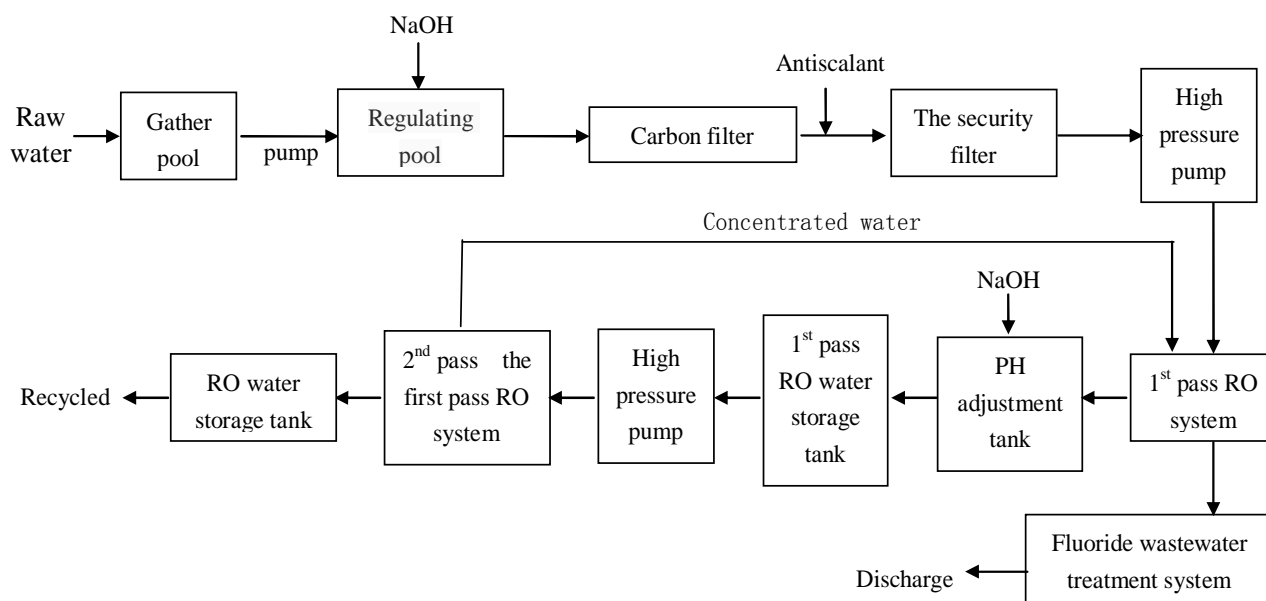 NaOH
Antiscalant
Raw
water
Gather
pool
pump
Regulating
pool
Carbon filter
The security
filter
High
pressure
pump
Concentrated water
NaOH
Recycled
RO water
storage tank
2nd pass the
first pass RO
system
High
pressure
pump
1st pass
RO water
storage
tank
PH
adjustment
tank
1st pass RO
system
Fluoride wastewater
treatment system
Discharge